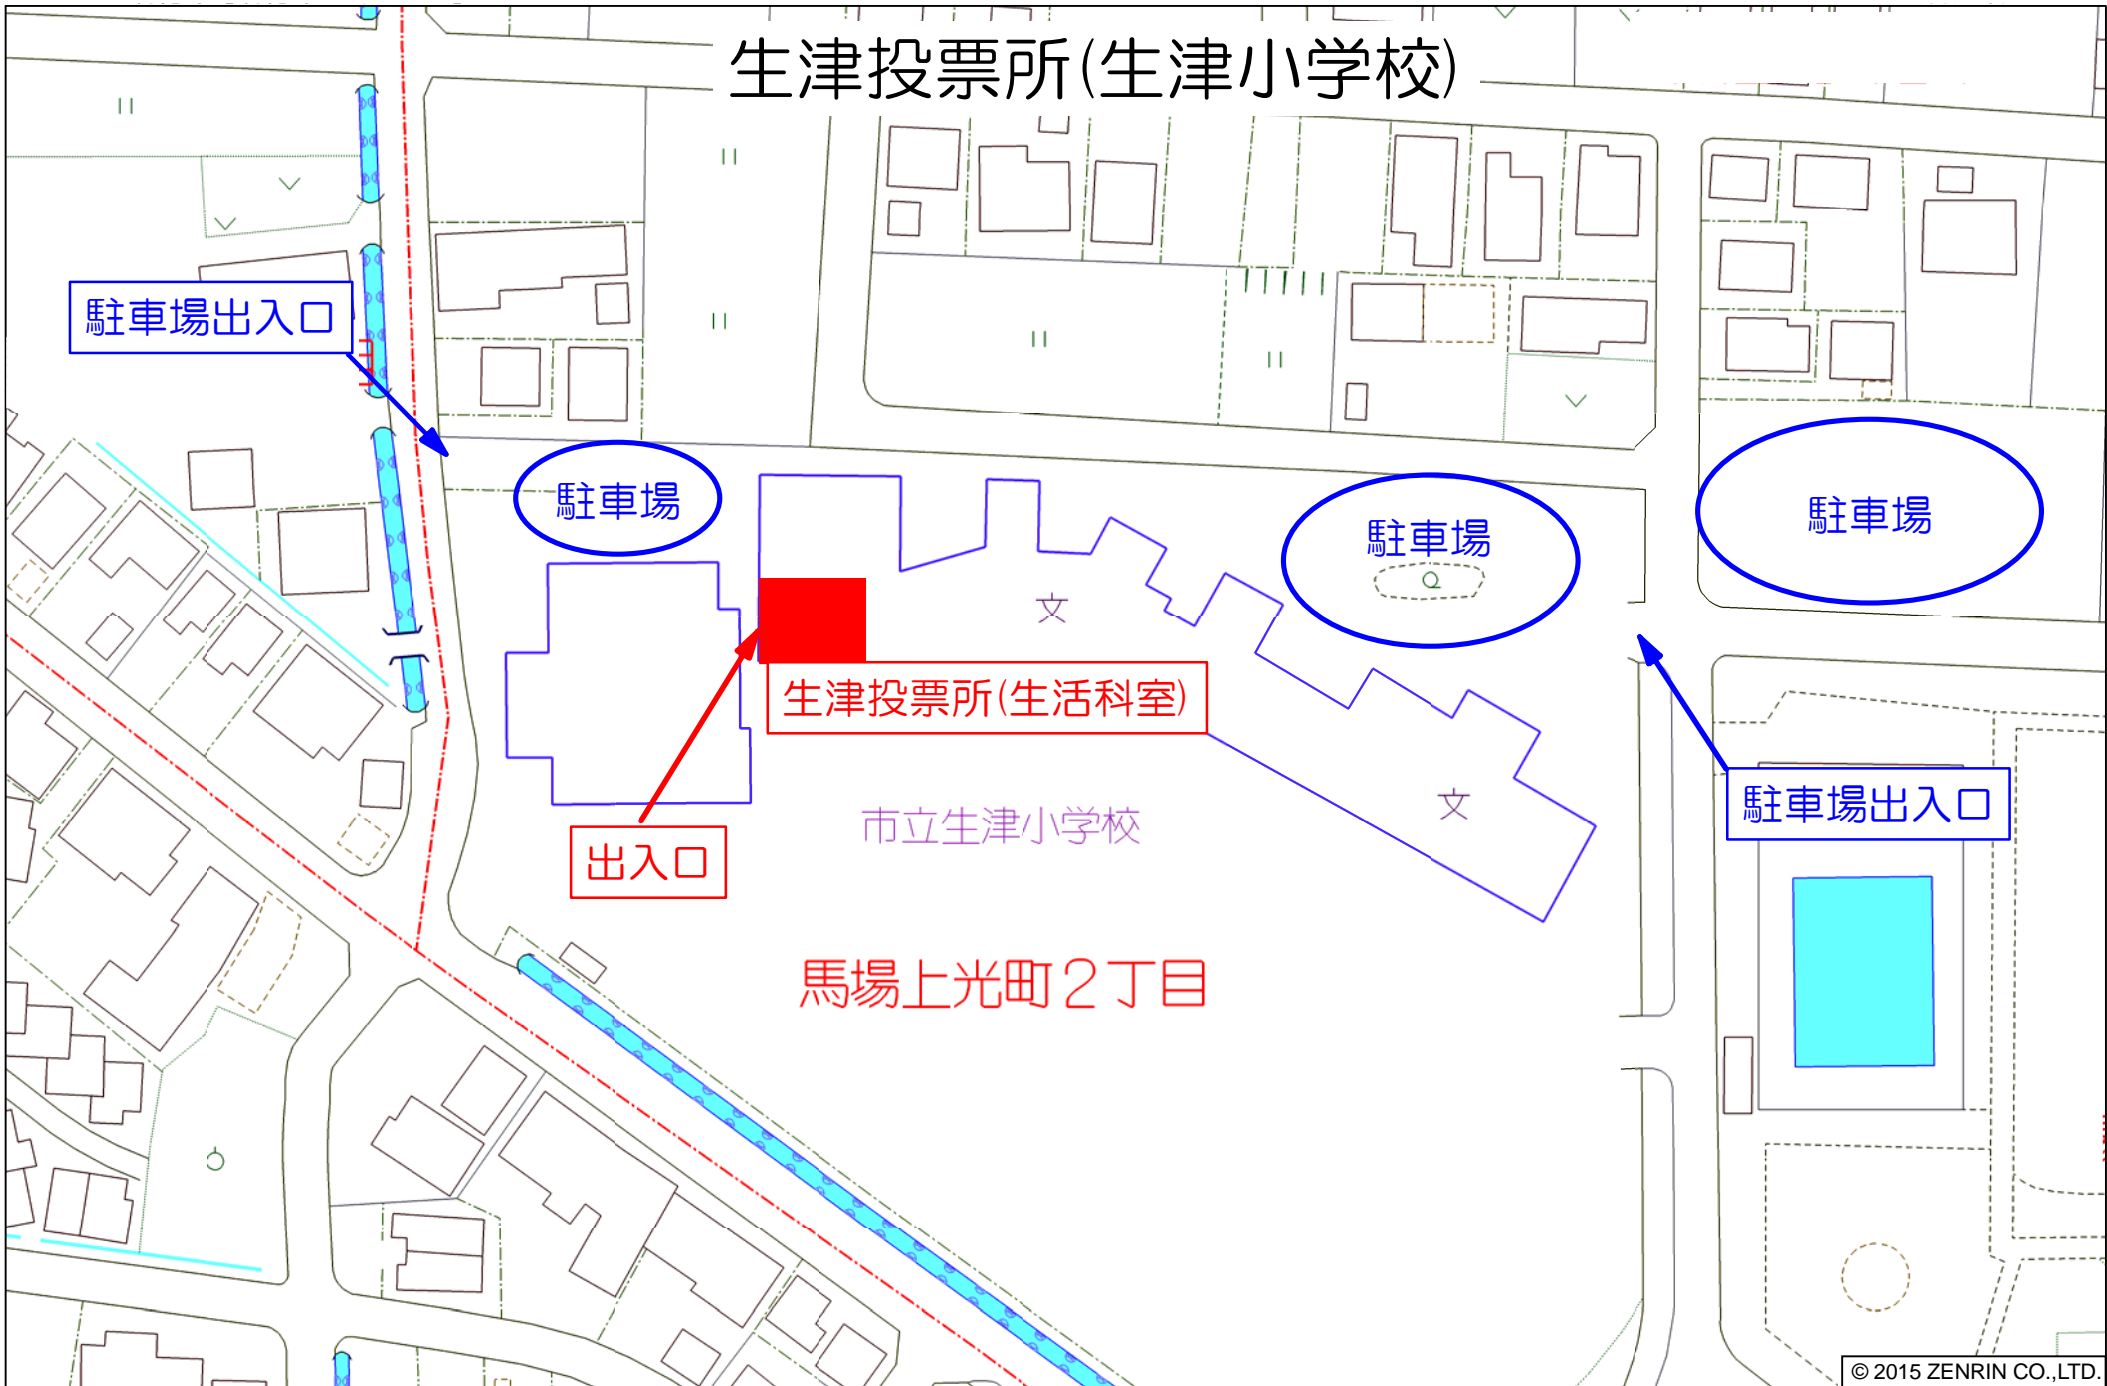 生津投票所(生津小学校)
駐車場出入口
駐車場
駐車場
駐車場
文
生津投票所(生活科室)
駐車場出入口
文
市立生津小学校
出入口
馬場上光町2丁目
© 2015 ZENRIN CO.,LTD.